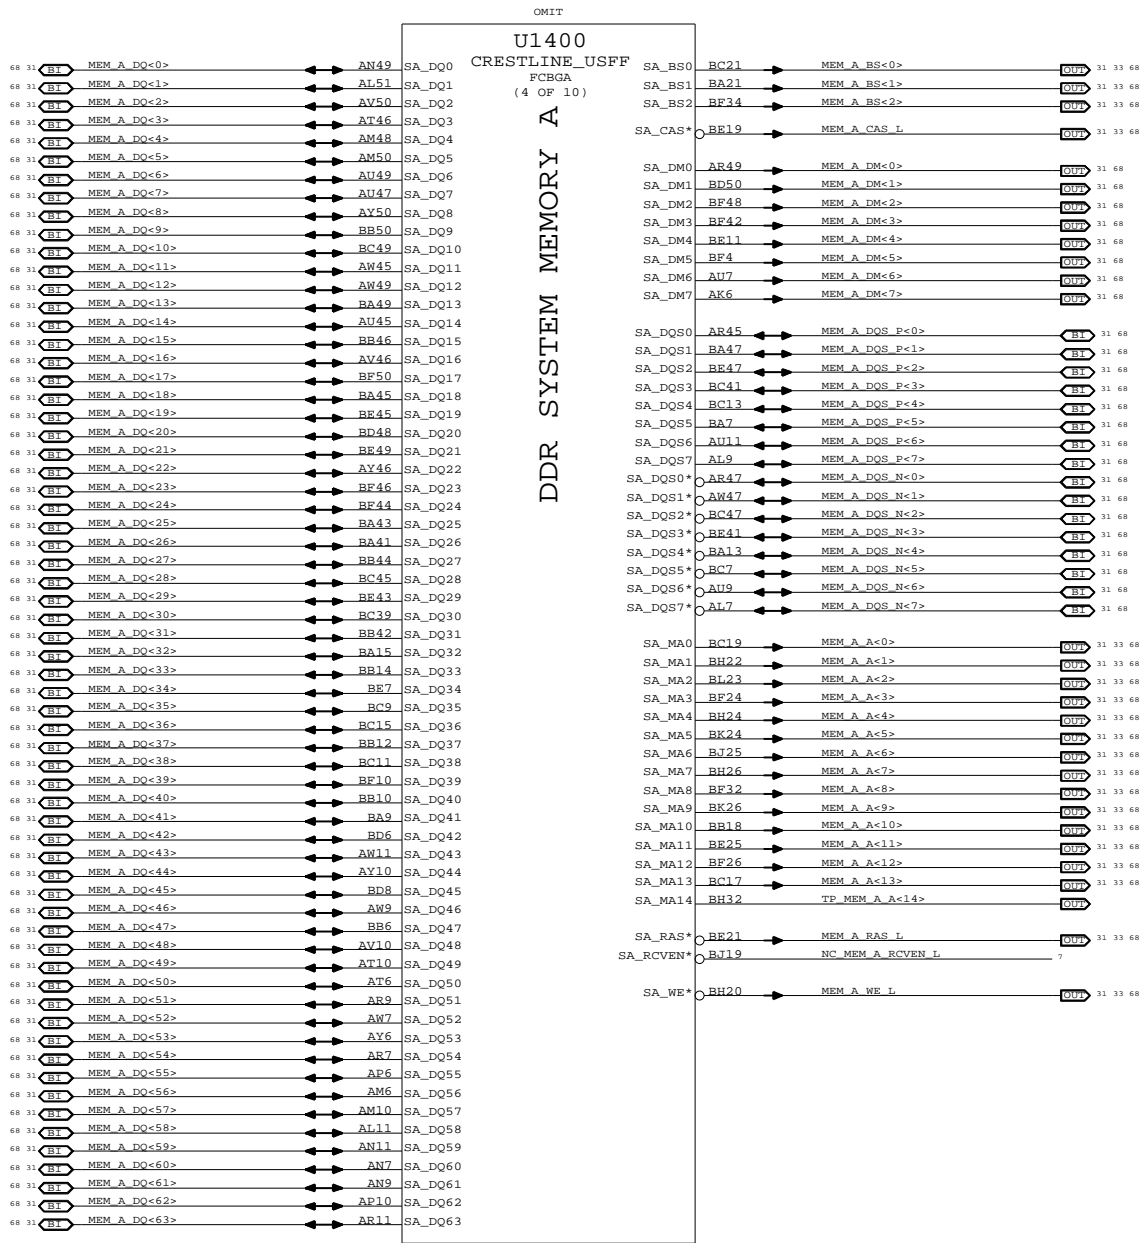 OMIT
U1400
CRESTLINE_USFF
FCBGA
(4 OF 10)
DDR SYSTEM MEMORY A
68 31 BI MEM_A_DQ<0> AN49 SA_DQ0
68 31 BI MEM_A_DQ<1> AL51 SA_DQ1
68 31 BI MEM_A_DQ<2> AV50 SA_DQ2
68 31 BI MEM_A_DQ<3> AT46 SA_DQ3
68 31 BI MEM_A_DQ<4> AM48 SA_DQ4
68 31 BI MEM_A_DQ<5> AM50 SA_DQ5
68 31 BI MEM_A_DQ<6> AU49 SA_DQ6
68 31 BI MEM_A_DQ<7> AU47 SA_DQ7
68 31 BI MEM_A_DQ<8> AY50 SA_DQ8
68 31 BI MEM_A_DQ<9> BB50 SA_DQ9
68 31 BI MEM_A_DQ<10> BC49 SA_DQ10
68 31 BI MEM_A_DQ<11> AW45 SA_DQ11
68 31 BI MEM_A_DQ<12> AW49 SA_DQ12
68 31 BI MEM_A_DQ<13> BA49 SA_DQ13
68 31 BI MEM_A_DQ<14> AU45 SA_DQ14
68 31 BI MEM_A_DQ<15> BB46 SA_DQ15
68 31 BI MEM_A_DQ<16> AV46 SA_DQ16
68 31 BI MEM_A_DQ<17> BF50 SA_DQ17
68 31 BI MEM_A_DQ<18> BA45 SA_DQ18
68 31 BI MEM_A_DQ<19> BE45 SA_DQ19
68 31 BI MEM_A_DQ<20> BD48 SA_DQ20
68 31 BI MEM_A_DQ<21> BE49 SA_DQ21
68 31 BI MEM_A_DQ<22> AY46 SA_DQ22
68 31 BI MEM_A_DQ<23> BF46 SA_DQ23
68 31 BI MEM_A_DQ<24> BF44 SA_DQ24
68 31 BI MEM_A_DQ<25> BA43 SA_DQ25
68 31 BI MEM_A_DQ<26> BA41 SA_DQ26
68 31 BI MEM_A_DQ<27> BB44 SA_DQ27
68 31 BI MEM_A_DQ<28> BC45 SA_DQ28
68 31 BI MEM_A_DQ<29> BE43 SA_DQ29
68 31 BI MEM_A_DQ<30> BC39 SA_DQ30
68 31 BI MEM_A_DQ<31> BB42 SA_DQ31
68 31 BI MEM_A_DQ<32> BA15 SA_DQ32
68 31 BI MEM_A_DQ<33> BB14 SA_DQ33
68 31 BI MEM_A_DQ<34> BE7 SA_DQ34
68 31 BI MEM_A_DQ<35> BC9 SA_DQ35
68 31 BI MEM_A_DQ<36> BC15 SA_DQ36
68 31 BI MEM_A_DQ<37> BB12 SA_DQ37
68 31 BI MEM_A_DQ<38> BC11 SA_DQ38
68 31 BI MEM_A_DQ<39> BF10 SA_DQ39
68 31 BI MEM_A_DQ<40> BB10 SA_DQ40
68 31 BI MEM_A_DQ<41> BA9 SA_DQ41
68 31 BI MEM_A_DQ<42> BD6 SA_DQ42
68 31 BI MEM_A_DQ<43> AW11 SA_DQ43
68 31 BI MEM_A_DQ<44> AY10 SA_DQ44
68 31 BI MEM_A_DQ<45> BD8 SA_DQ45
68 31 BI MEM_A_DQ<46> AW9 SA_DQ46
68 31 BI MEM_A_DQ<47> BB6 SA_DQ47
68 31 BI MEM_A_DQ<48> AV10 SA_DQ48
68 31 BI MEM_A_DQ<49> AT10 SA_DQ49
68 31 BI MEM_A_DQ<50> AT6 SA_DQ50
68 31 BI MEM_A_DQ<51> AR9 SA_DQ51
68 31 BI MEM_A_DQ<52> AW7 SA_DQ52
68 31 BI MEM_A_DQ<53> AY6 SA_DQ53
68 31 BI MEM_A_DQ<54> AR7 SA_DQ54
68 31 BI MEM_A_DQ<55> AP6 SA_DQ55
68 31 BI MEM_A_DQ<56> AM6 SA_DQ56
68 31 BI MEM_A_DQ<57> AM10 SA_DQ57
68 31 BI MEM_A_DQ<58> AL11 SA_DQ58
68 31 BI MEM_A_DQ<59> AN11 SA_DQ59
68 31 BI MEM_A_DQ<60> AN7 SA_DQ60
68 31 BI MEM_A_DQ<61> AN9 SA_DQ61
68 31 BI MEM_A_DQ<62> AP10 SA_DQ62
68 31 BI MEM_A_DQ<63> AR11 SA_DQ63
SA_BS0 BC21 MEM_A_BS<0> OUT 31 33 68
SA_BS1 BA21 MEM_A_BS<1> OUT 31 33 68
SA_BS2 BF34 MEM_A_BS<2> OUT 31 33 68
SA_CAS* BE19 MEM_A_CAS_L OUT 31 33 68
SA_DM0 AR49 MEM_A_DM<0> OUT 31 68
SA_DM1 BD50 MEM_A_DM<1> OUT 31 68
SA_DM2 BF48 MEM_A_DM<2> OUT 31 68
SA_DM3 BF42 MEM_A_DM<3> OUT 31 68
SA_DM4 BE11 MEM_A_DM<4> OUT 31 68
SA_DM5 BF4 MEM_A_DM<5> OUT 31 68
SA_DM6 AU7 MEM_A_DM<6> OUT 31 68
SA_DM7 AK6 MEM_A_DM<7> OUT 31 68
SA_DQS0 AR45 MEM_A_DQS_P<0> BI 31 68
SA_DQS1 BA47 MEM_A_DQS_P<1> BI 31 68
SA_DQS2 BE47 MEM_A_DQS_P<2> BI 31 68
SA_DQS3 BC41 MEM_A_DQS_P<3> BI 31 68
SA_DQS4 BC13 MEM_A_DQS_P<4> BI 31 68
SA_DQS5 BA7 MEM_A_DQS_P<5> BI 31 68
SA_DQS6 AU11 MEM_A_DQS_P<6> BI 31 68
SA_DQS7 AL9 MEM_A_DQS_P<7> BI 31 68
SA_DQS0* AR47 MEM_A_DQS_N<0> BI 31 68
SA_DQS1* AW47 MEM_A_DQS_N<1> BI 31 68
SA_DQS2* BC47 MEM_A_DQS_N<2> BI 31 68
SA_DQS3* BE41 MEM_A_DQS_N<3> BI 31 68
SA_DQS4* BA13 MEM_A_DQS_N<4> BI 31 68
SA_DQS5* BC7 MEM_A_DQS_N<5> BI 31 68
SA_DQS6* AU9 MEM_A_DQS_N<6> BI 31 68
SA_DQS7* AL7 MEM_A_DQS_N<7> BI 31 68
SA_MA0 BC19 MEM_A_A<0> OUT 31 33 68
SA_MA1 BH22 MEM_A_A<1> OUT 31 33 68
SA_MA2 BL23 MEM_A_A<2> OUT 31 33 68
SA_MA3 BF24 MEM_A_A<3> OUT 31 33 68
SA_MA4 BH24 MEM_A_A<4> OUT 31 33 68
SA_MA5 BK24 MEM_A_A<5> OUT 31 33 68
SA_MA6 BJ25 MEM_A_A<6> OUT 31 33 68
SA_MA7 BH26 MEM_A_A<7> OUT 31 33 68
SA_MA8 BF32 MEM_A_A<8> OUT 31 33 68
SA_MA9 BK26 MEM_A_A<9> OUT 31 33 68
SA_MA10 BB18 MEM_A_A<10> OUT 31 33 68
SA_MA11 BE25 MEM_A_A<11> OUT 31 33 68
SA_MA12 BF26 MEM_A_A<12> OUT 31 33 68
SA_MA13 BC17 MEM_A_A<13> OUT 31 33 68
SA_MA14 BH32 TP_MEM_A_A<14> OUT
SA_RAS* BE21 MEM_A_RAS_L OUT 31 33 68
SA_RCVEN* BJ19 NC_MEM_A_RCVEN_L 7
SA_WE* BH20 MEM_A_WE_L OUT 31 33 68